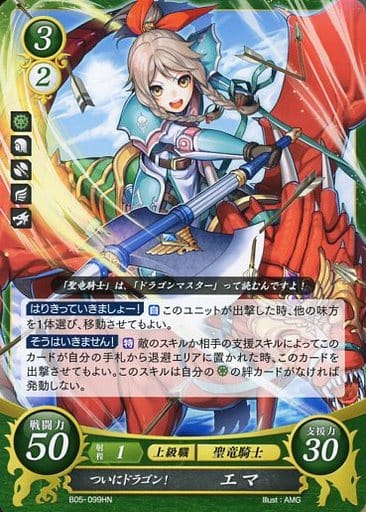 3
2
「聖竜騎士」は、「ドラゴンマスター」って読むんですよ!
はりきっていきましょー! 自 このユニットが出撃した時、他の味方
を1体選び、移動させてもよい。
そうはいきません! 特 敵のスキルか相手の支援スキルによってこの
カードが自分の手札から退避エリアに置かれた時、このカードを
出撃させてもよい。このスキルは自分の の絆カードがなければ
発動しない。
戦闘力 50
射程 1 上級職 聖竜騎士
支援力 30
ついにドラゴン! エマ
B05-099HN
Illust:AMG